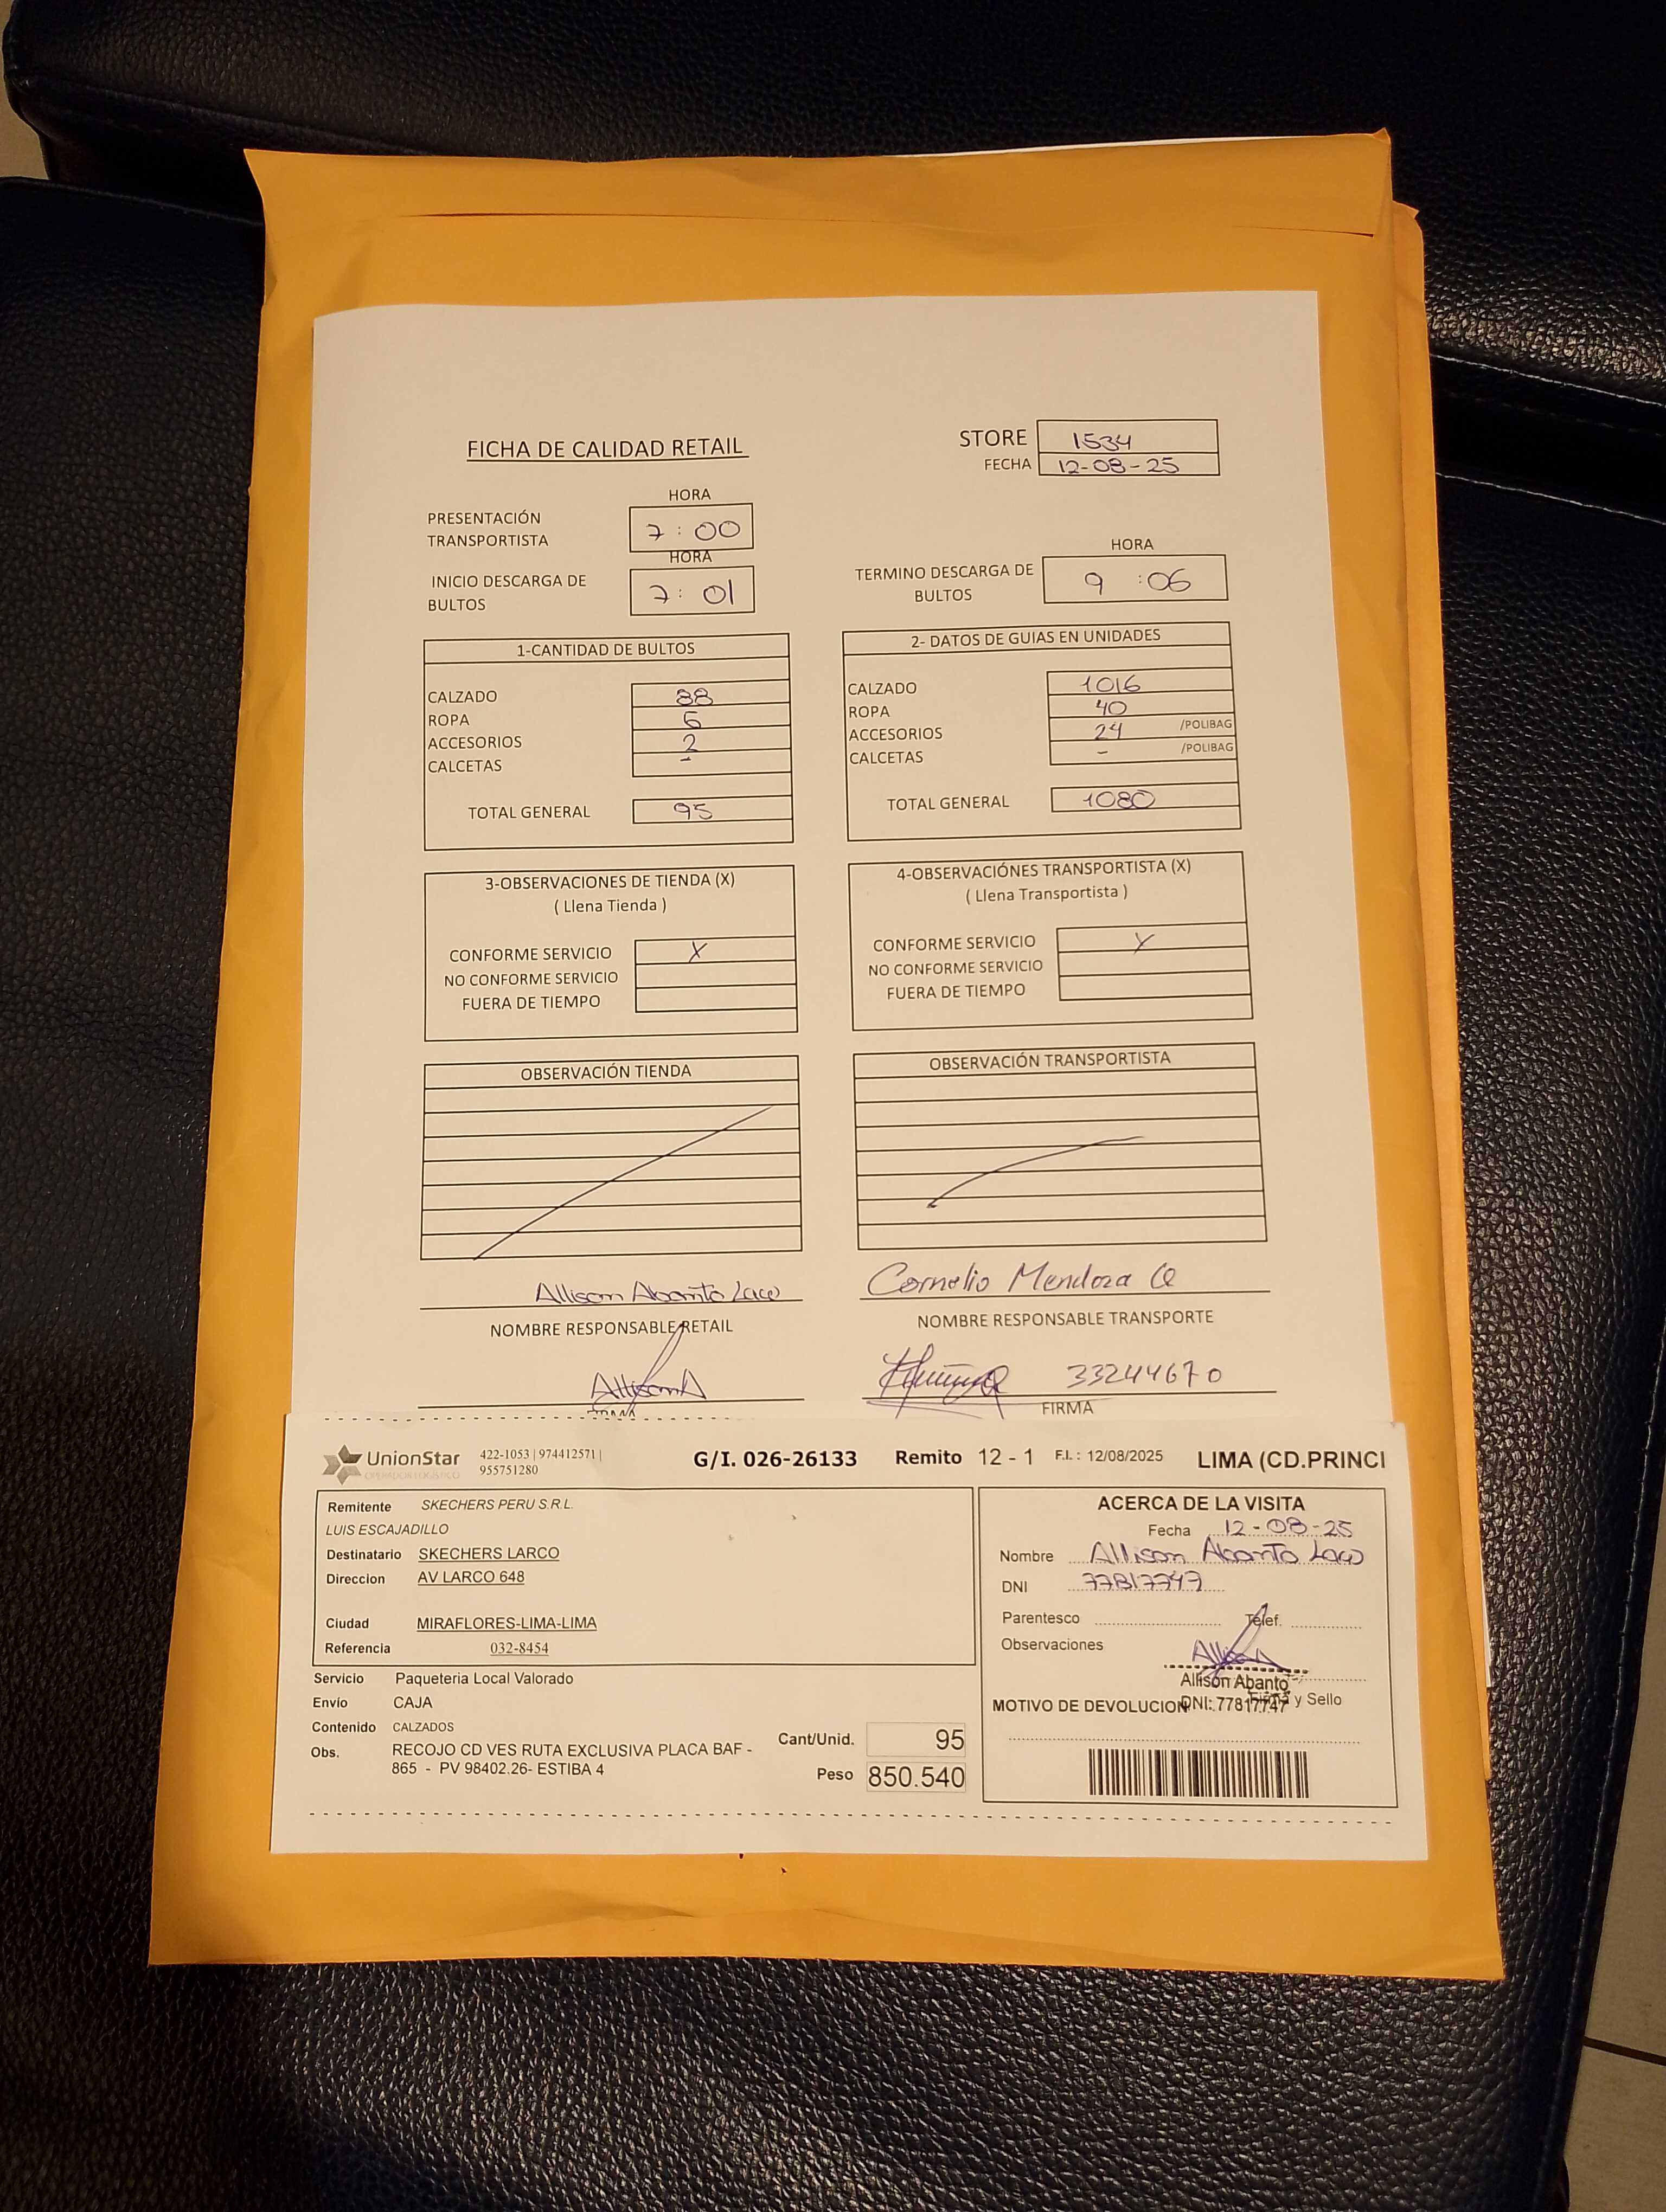 FICHA DE CALIDAD RETAIL
STORE 1534
FECHA 12-08-25
HORA
PRESENTACIÓN TRANSPORTISTA 7:00
HORA
INICIO DESCARGA DE BULTOS 7:01
HORA
TERMINO DESCARGA DE BULTOS 9:06
1-CANTIDAD DE BULTOS
CALZADO 88
ROPA
ACCESORIOS 2
CALCETAS -
TOTAL GENERAL 95
2- DATOS DE GUIAS EN UNIDADES
CALZADO 1016
ROPA 40
ACCESORIOS 24 /POLIBAG
CALCETAS - /POLIBAG
TOTAL GENERAL 1080
3-OBSERVACIONES DE TIENDA (X)
( Llena Tienda )
CONFORME SERVICIO X
NO CONFORME SERVICIO
FUERA DE TIEMPO
4-OBSERVACIÓNES TRANSPORTISTA (X)
( Llena Transportista )
CONFORME SERVICIO X
NO CONFORME SERVICIO
FUERA DE TIEMPO
OBSERVACIÓN TIENDA
OBSERVACIÓN TRANSPORTISTA
Allison Abanto
NOMBRE RESPONSABLE RETAIL
Cornelio Mendoza Q
NOMBRE RESPONSABLE TRANSPORTE
AllisonA
FIRMA
33244670
FIRMA
UnionStar
OPERADOR LOGÍSTICO
422-1053 | 974412571 |
955751280
G/I. 026-26133 Remito 12 - 1 F.I.: 12/08/2025 LIMA (CD.PRINCI
Remitente SKECHERS PERU S.R.L.
LUIS ESCAJADILLO
Destinatario SKECHERS LARCO
Direccion AV LARCO 648
Ciudad MIRAFLORES-LIMA-LIMA
Referencia 032-8454
Servicio Paqueteria Local Valorado
Envío CAJA
Contenido CALZADOS
Obs. RECOJO CD VES RUTA EXCLUSIVA PLACA BAF -
865 - PV 98402.26- ESTIBA 4
Cant/Unid. 95
Peso 850.540
ACERCA DE LA VISITA
Fecha 12-08-25
Nombre Allison Abanto
DNI 77817747
Parentesco Telef.
Observaciones
Allison Abanto
DNI: 77817747
Firma y Sello
MOTIVO DE DEVOLUCION